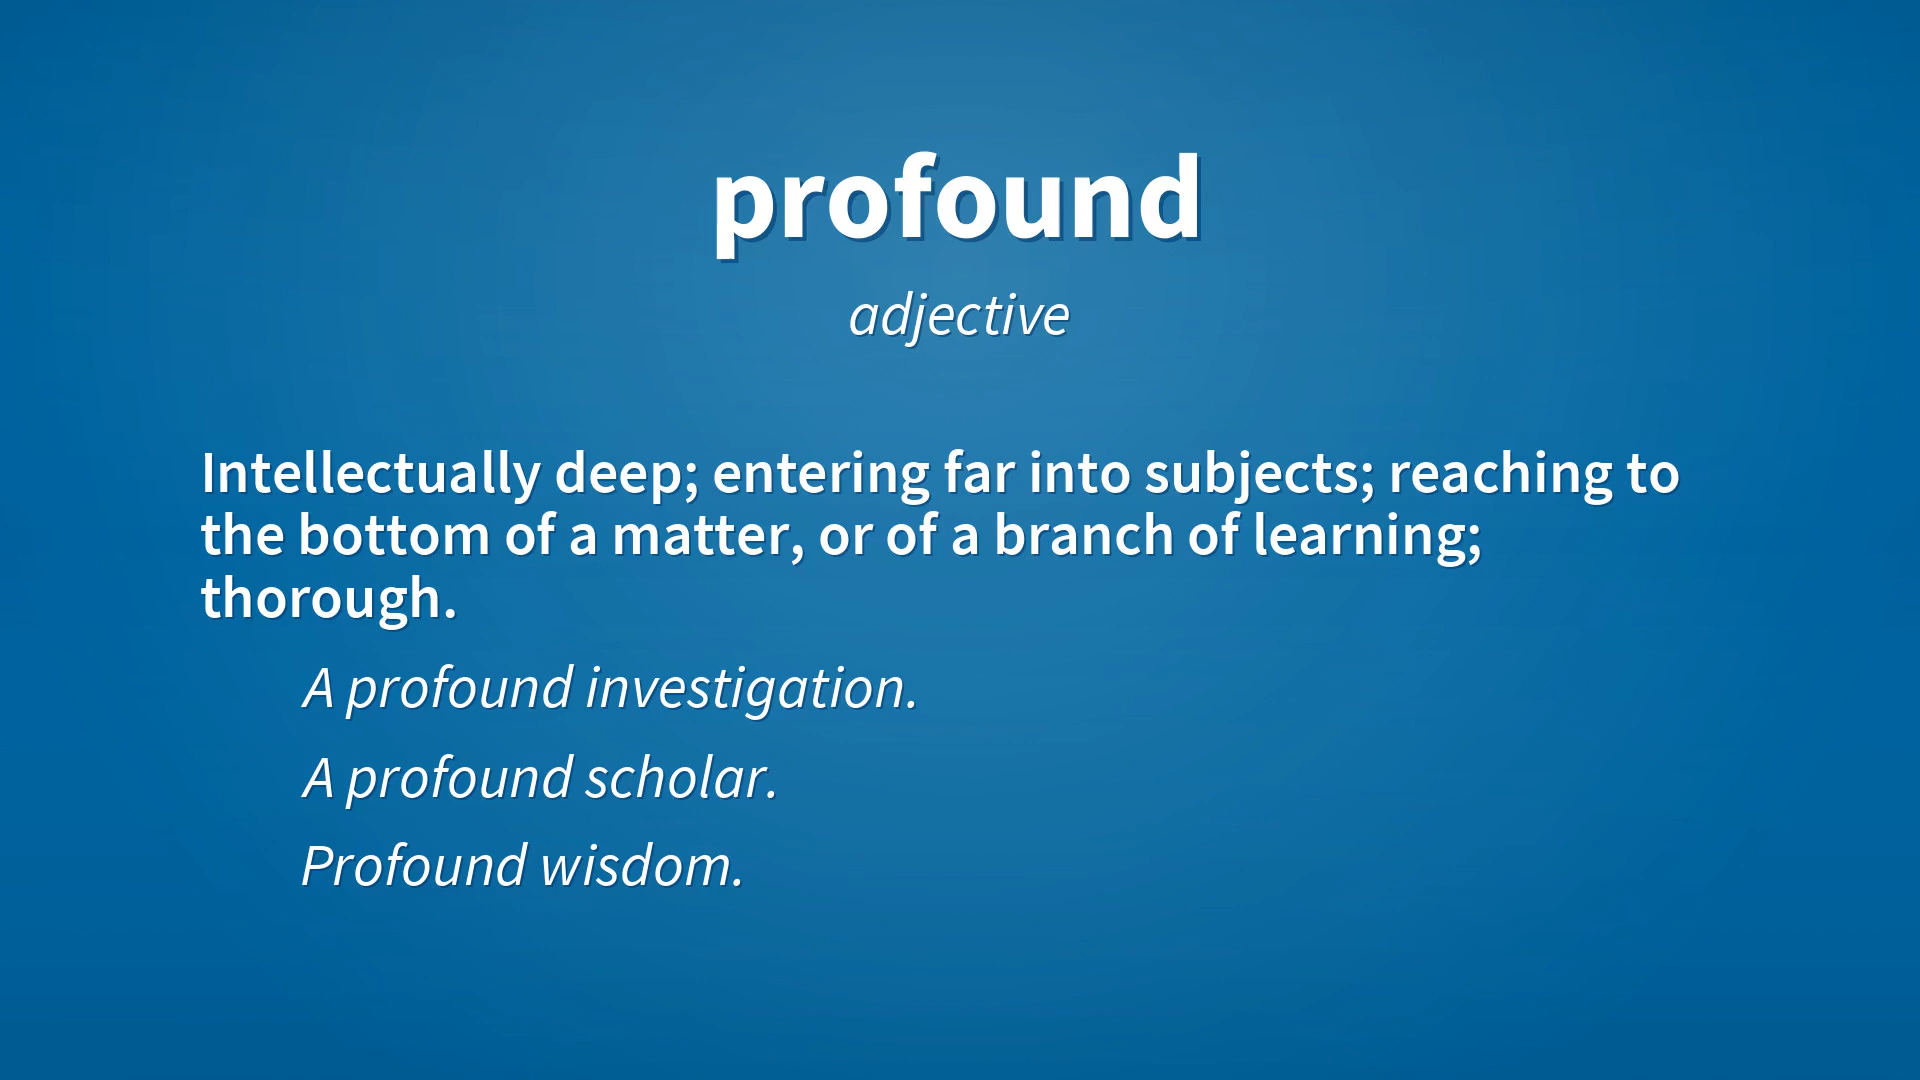 profound
adjective
Intellectually deep; entering far into subjects; reaching to
the bottom of a matter, or of a branch of learning;
thorough.
A profound investigation.
A profound scholar.
Profound wisdom.